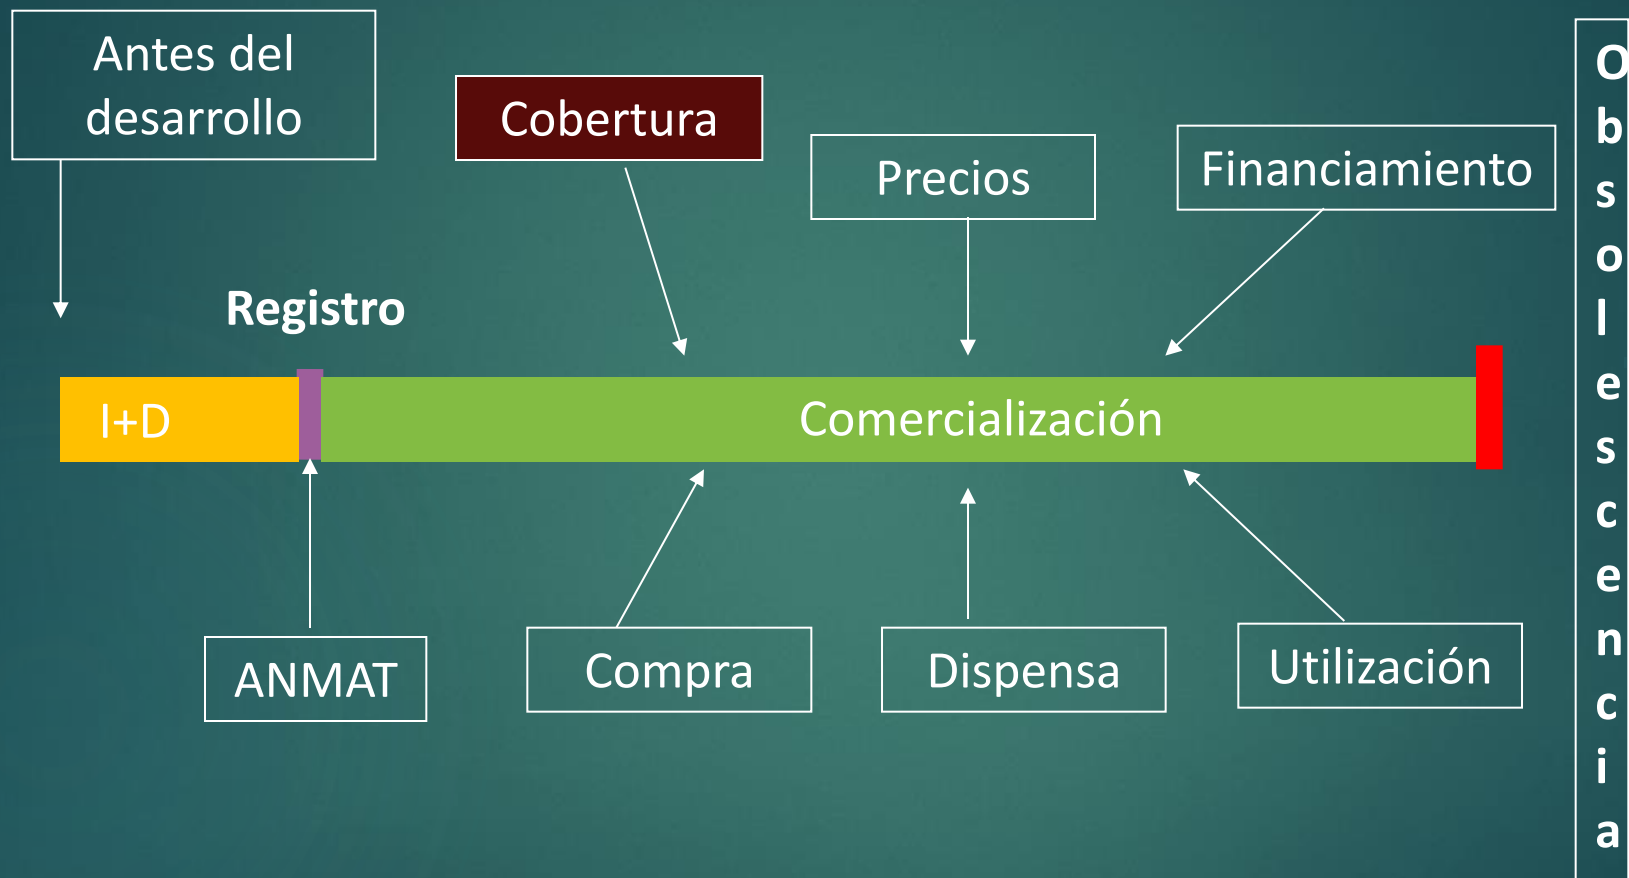 Antes del
desarrollo
Cobertura
Precios
Financiamiento
Registro
I+D
Comercialización
ANMAT
Compra
Dispensa
Utilización
Obsolescencia